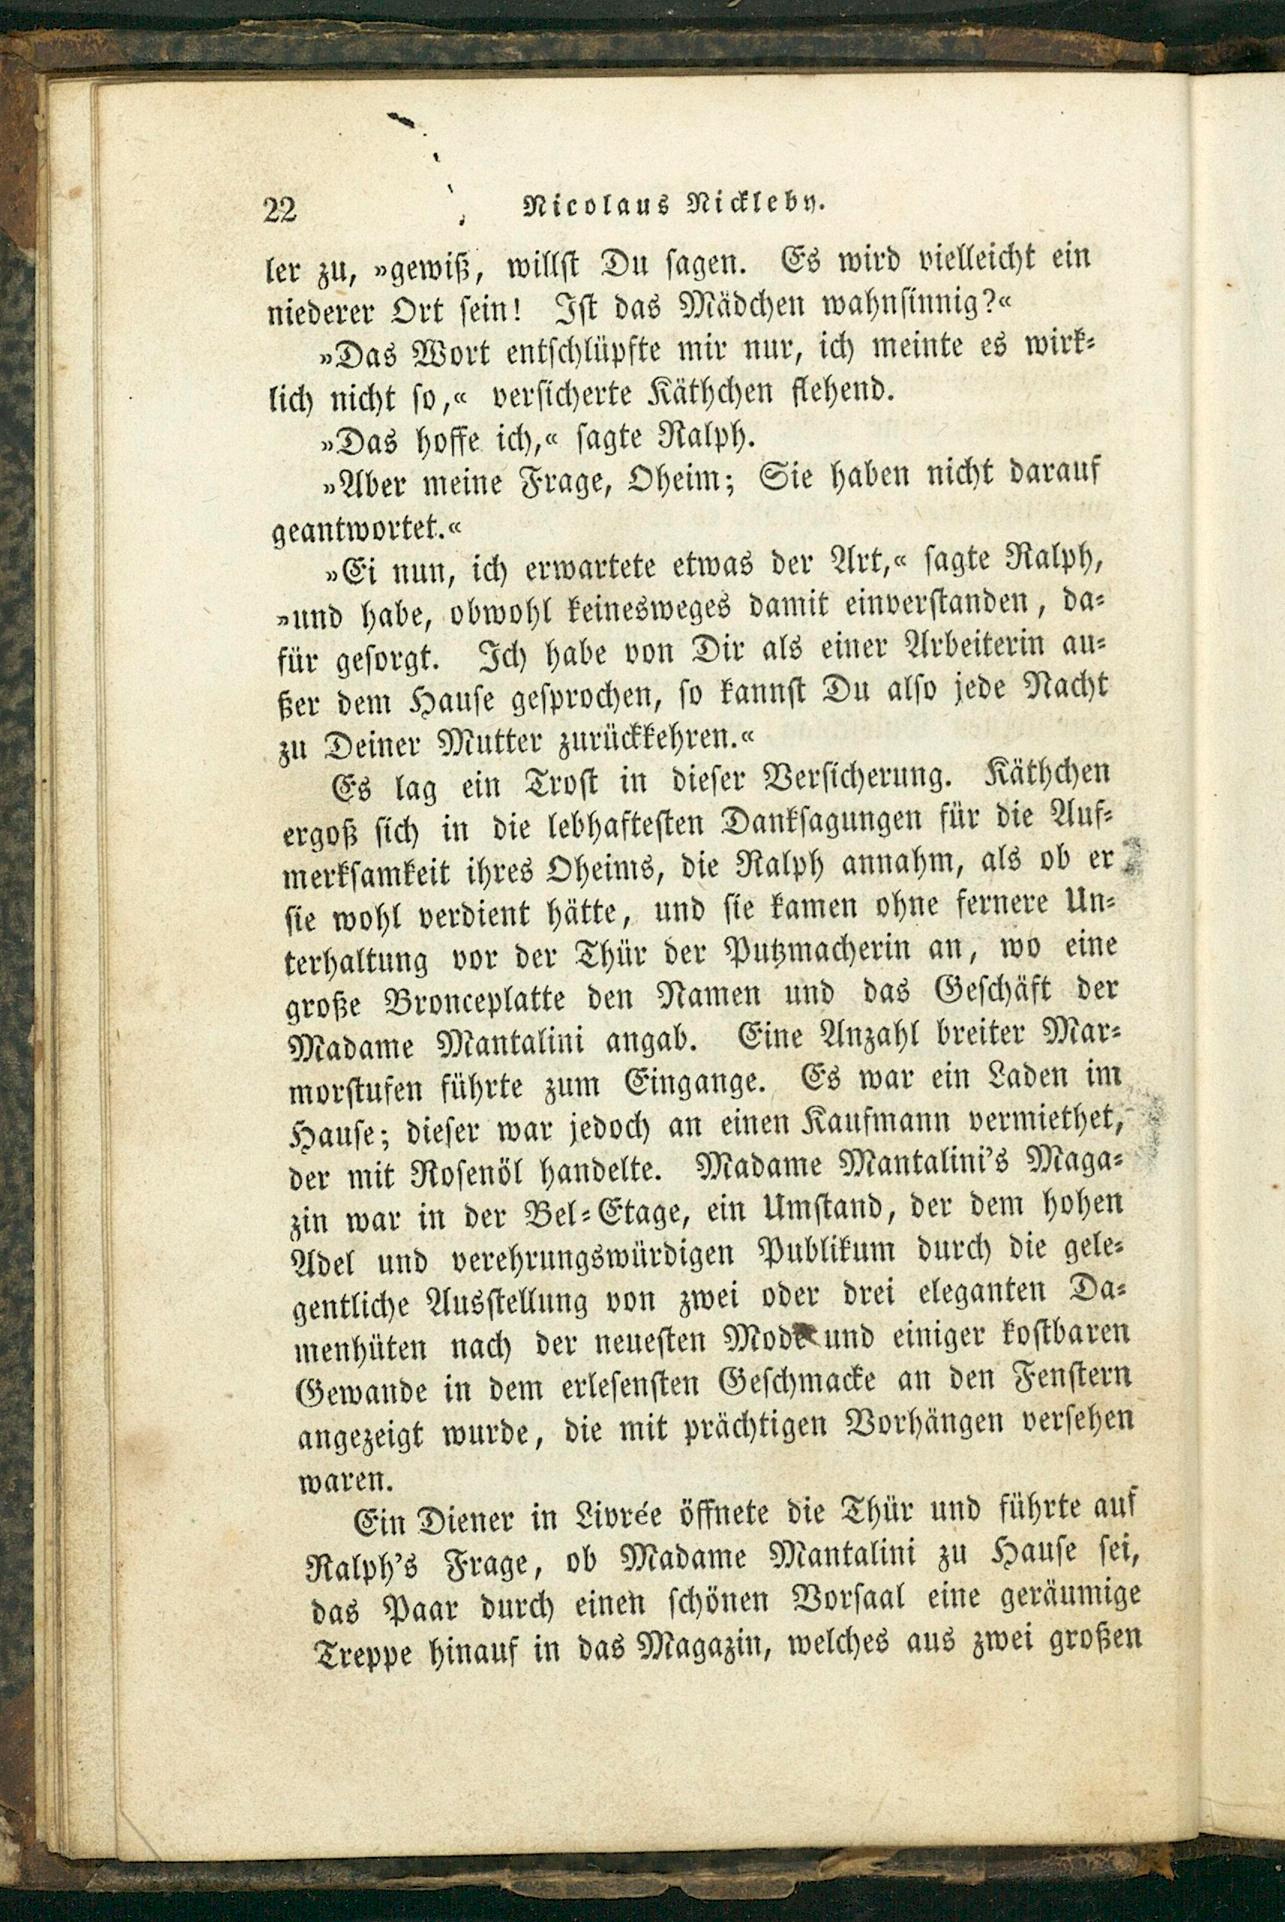 22 Nicolaus Nickleby.
ler zu, »gewiß, willst Du sagen. Es wird vielleicht ein
niederer Ort sein! Ist das Mädchen wahnsinnig?«
»Das Wort entschlüpfte mir nur, ich meinte es wirk-
lich nicht so,« versicherte Käthchen flehend.
»Das hoffe ich,« sagte Ralph.
»Aber meine Frage, Oheim; Sie haben nicht darauf
geantwortet.«
»Ei nun, ich erwartete etwas der Art,« sagte Ralph,
»und habe, obwohl keinesweges damit einverstanden, da-
für gesorgt. Ich habe von Dir als einer Arbeiterin au-
ßer dem Hause gesprochen, so kannst Du also jede Nacht
zu Deiner Mutter zurückkehren.«
Es lag ein Trost in dieser Versicherung. Käthchen
ergoß sich in die lebhaftesten Danksagungen für die Auf-
merksamkeit ihres Oheims, die Ralph annahm, als ob er
sie wohl verdient hätte, und sie kamen ohne fernere Un-
terhaltung vor der Thür der Putzmacherin an, wo eine
große Bronceplatte den Namen und das Geschäft der
Madame Mantalini angab. Eine Anzahl breiter Mar-
morstufen führte zum Eingange. Es war ein Laden im
Hause; dieser war jedoch an einen Kaufmann vermiethet,
der mit Rosenöl handelte. Madame Mantalini's Maga-
zin war in der Bel-Etage, ein Umstand, der dem hohen
Adel und verehrungswürdigen Publikum durch die gele-
gentliche Ausstellung von zwei oder drei eleganten Da-
menhüten nach der neuesten Mode und einiger kostbaren
Gewande in dem erlesensten Geschmacke an den Fenstern
angezeigt wurde, die mit prächtigen Vorhängen versehen
waren.
Ein Diener in Livrée öffnete die Thür und führte auf
Ralph's Frage, ob Madame Mantalini zu Hause sei,
das Paar durch einen schönen Vorsaal eine geräumige
Treppe hinauf in das Magazin, welches aus zwei großen